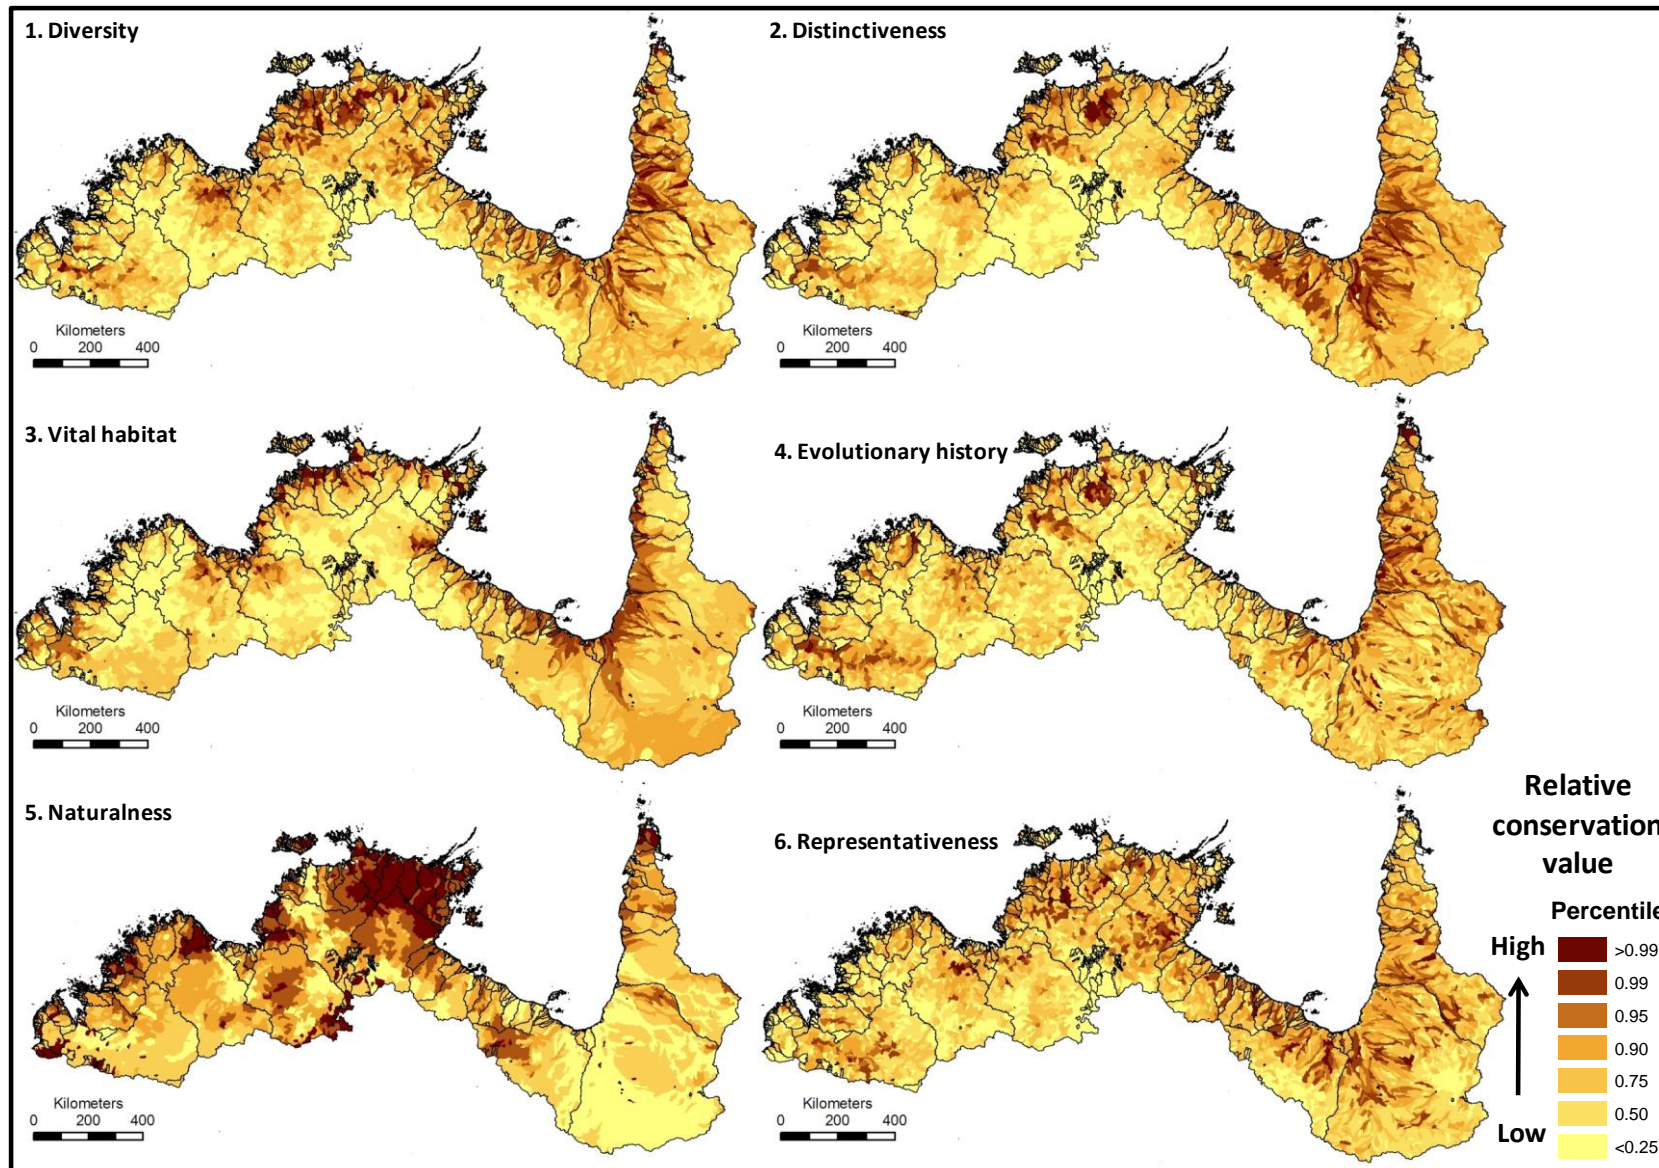 1. Diversity
2. Distinctiveness
Kilometers
0 200 400
Kilometers
0 200 400
3. Vital habitat
4. Evolutionary history
Kilometers
0 200 400
Kilometers
0 200 400
5. Naturalness
6. Representativeness
Kilometers
0 200 400
Kilometers
0 200 400
Relative
conservation
value
Percentile
High
>0.99
0.99
0.95
0.90
0.75
0.50
Low
<0.25